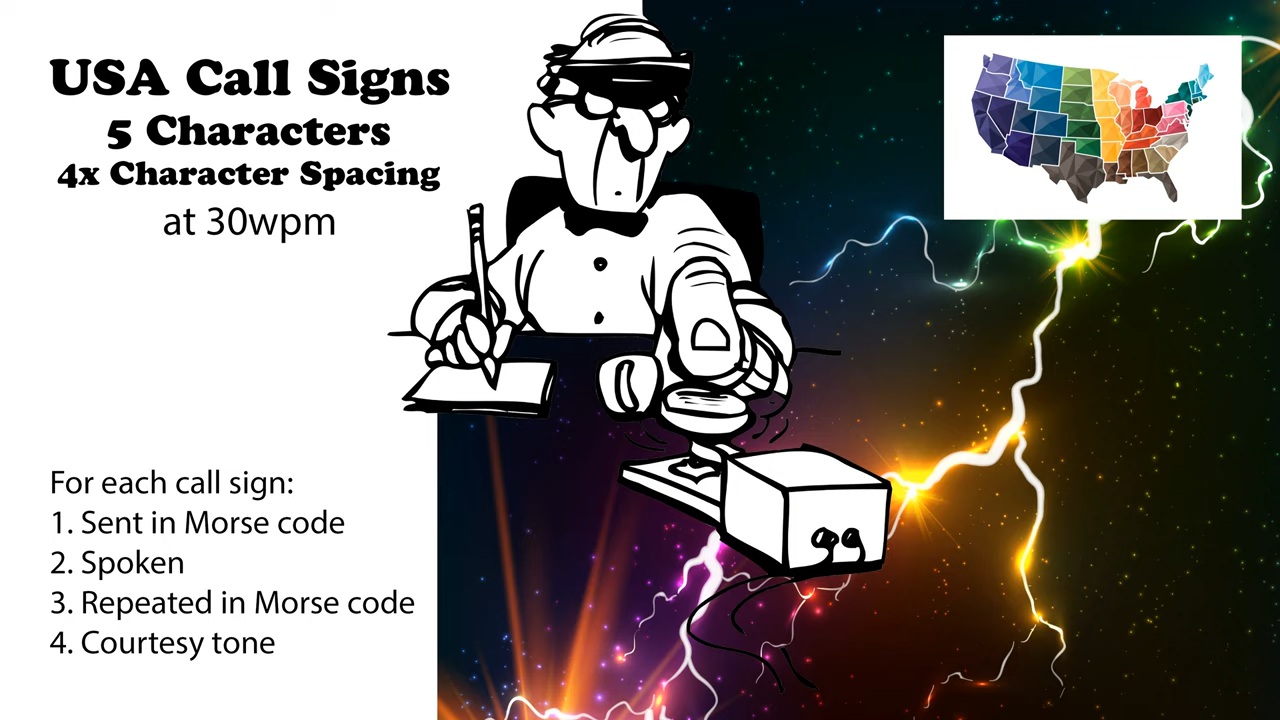 USA Call Signs
5 Characters
4x Character Spacing
at 30wpm
For each call sign:
1. Sent in Morse code
2. Spoken
3. Repeated in Morse code
4. Courtesy tone